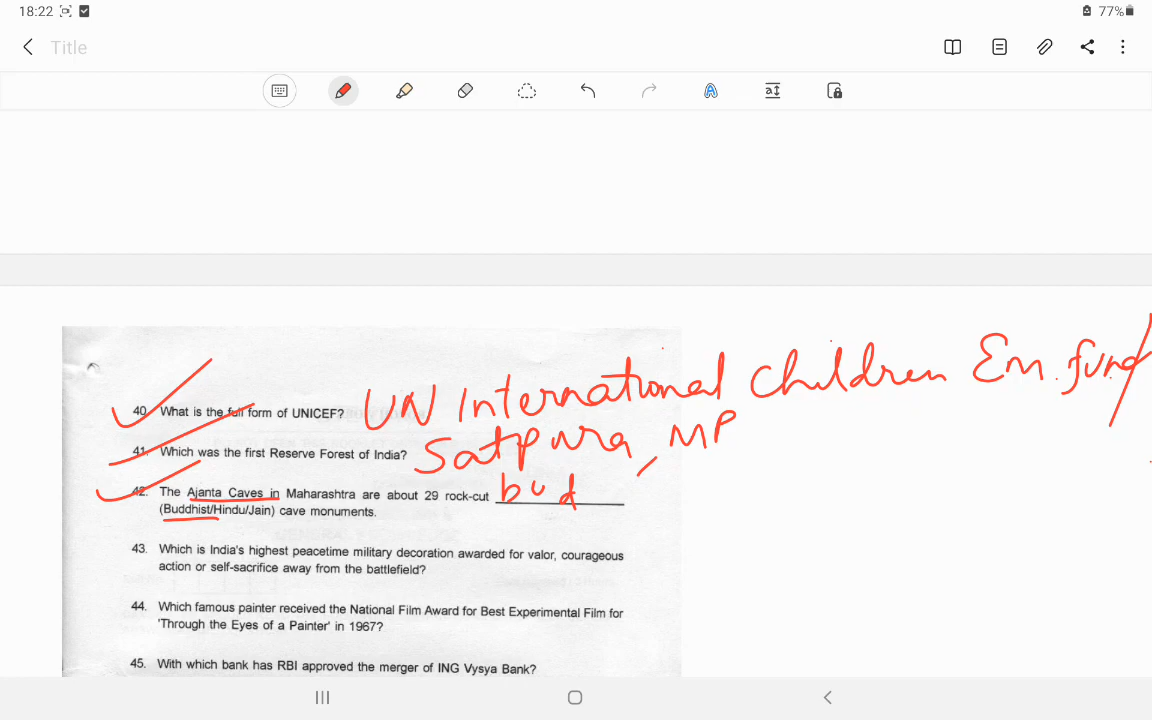 18:22 77%
Title
UN International Children Em. fund
40. What is the full form of UNICEF?
Satpura, MP
41. Which was the first Reserve Forest of India?
42. The Ajanta Caves in Maharashtra are about 29 rock-cut bud
(Buddhist/Hindu/Jain) cave monuments.
43. Which is India's highest peacetime military decoration awarded for valor, courageous
action or self-sacrifice away from the battlefield?
44. Which famous painter received the National Film Award for Best Experimental Film for
'Through the Eyes of a Painter' in 1967?
45. With which bank has RBI approved the merger of ING Vysya Bank?